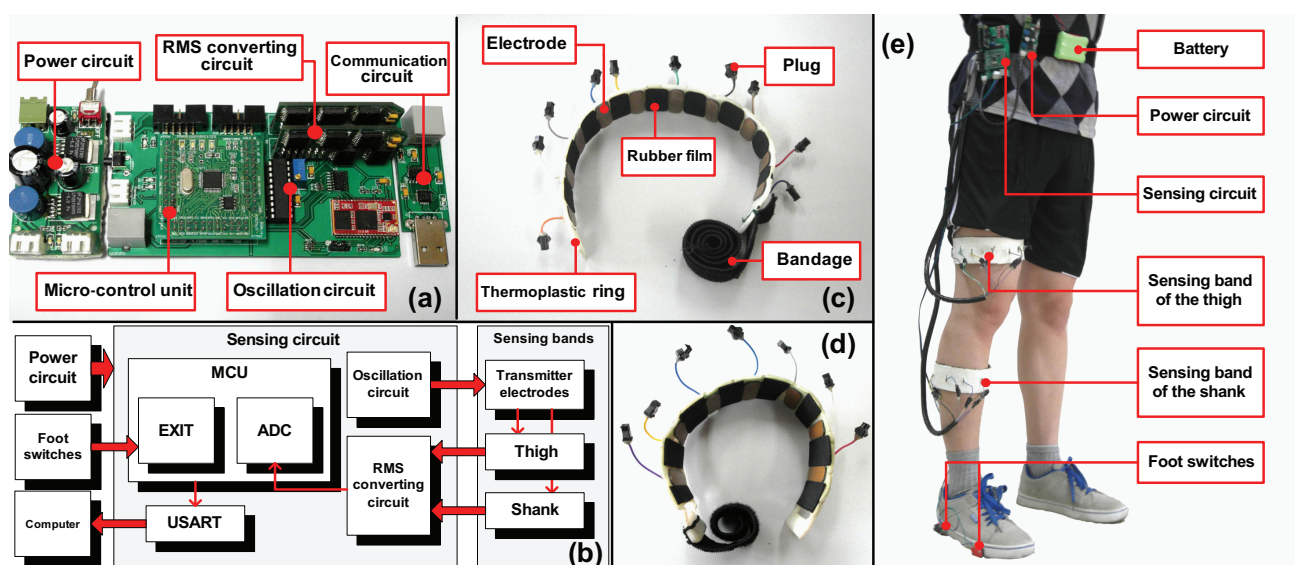 Power circuit
RMS converting
circuit
Communication
circuit
Micro-control unit
Oscillation circuit
(a)
Electrode
Plug
Rubber film
Thermoplastic ring
Bandage
(c)
Sensing circuit
Sensing bands
Power
circuit
MCU
EXIT
ADC
Oscillation
circuit
Transmitter
electrodes
Foot
switches
RMS
converting
circuit
Thigh
Shank
Computer
USART
(b)
(d)
(e)
Battery
Power circuit
Sensing circuit
Sensing band
of the thigh
Sensing band
of the shank
Foot switches